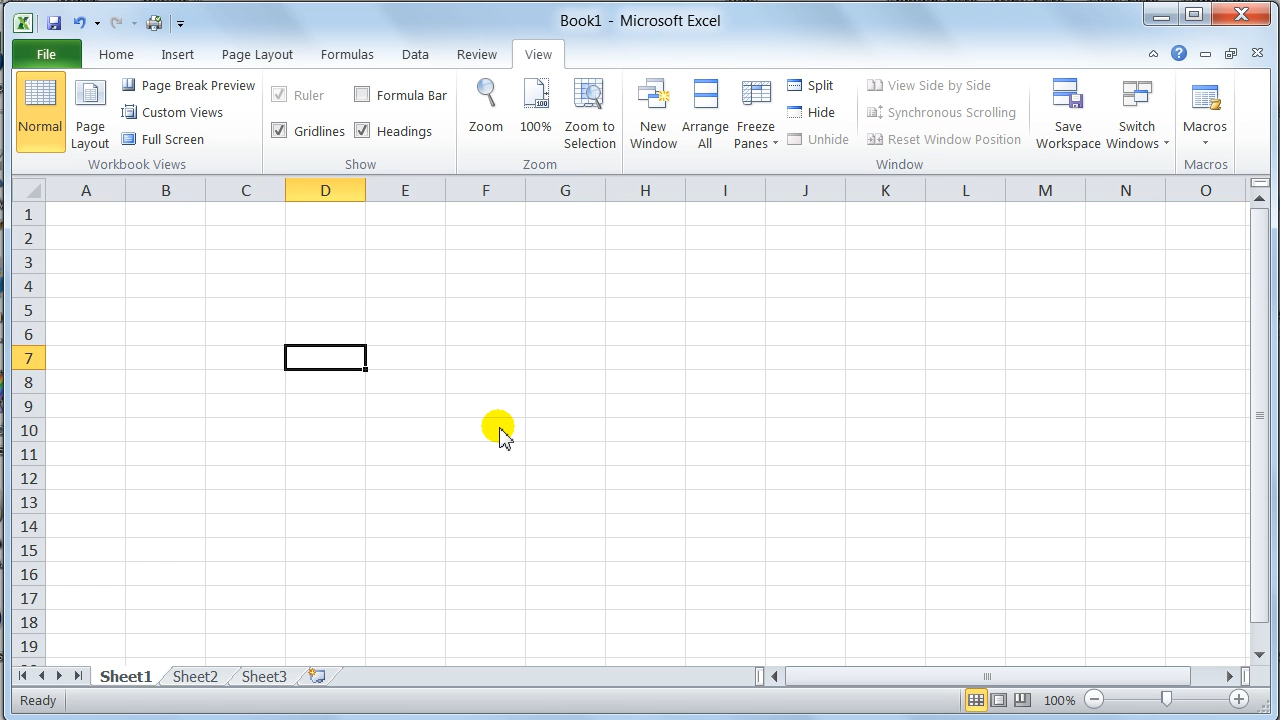 Book1 - Microsoft Excel
File Home Insert Page Layout Formulas Data Review View
Normal
Page Layout
Page Break Preview
Custom Views
Full Screen
Workbook Views
Ruler
Formula Bar
Gridlines
Headings
Show
Zoom
100
100%
Zoom to Selection
Zoom
New Window
Arrange All
Freeze Panes
Split
Hide
Unhide
View Side by Side
Synchronous Scrolling
Reset Window Position
Window
Save Workspace
Switch Windows
Macros
Macros
A B C D E F G H I J K L M N O
1
2
3
4
5
6
7
8
9
10
11
12
13
14
15
16
17
18
19
Sheet1 Sheet2 Sheet3
Ready
100%